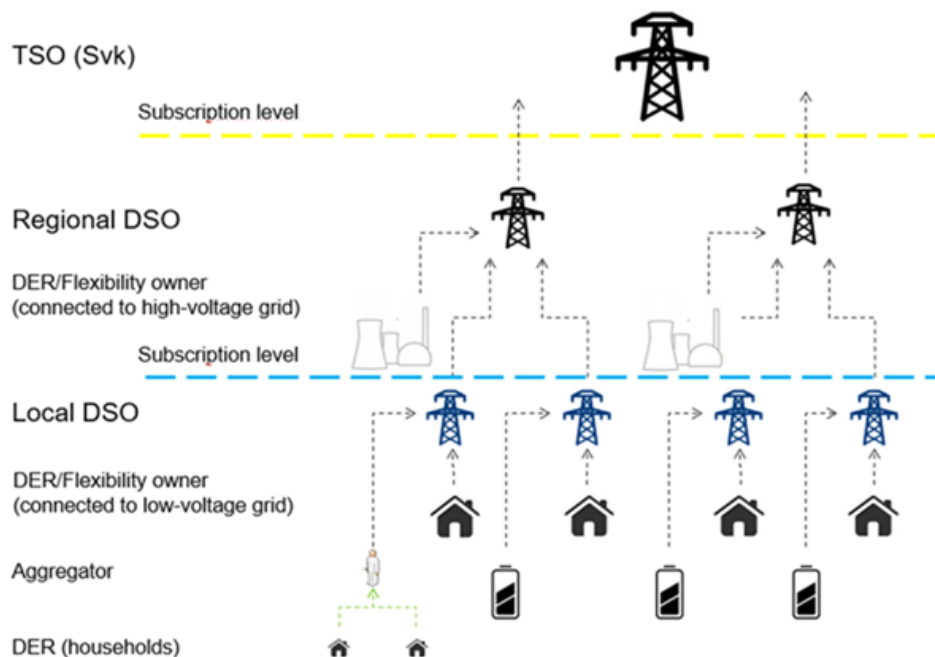 TSO (Svk)
Subscription level
Regional DSO
DER/Flexibility owner
(connected to high-voltage grid)
Subscription level
Local DSO
DER/Flexibility owner
(connected to low-voltage grid)
Aggregator
DER (households)